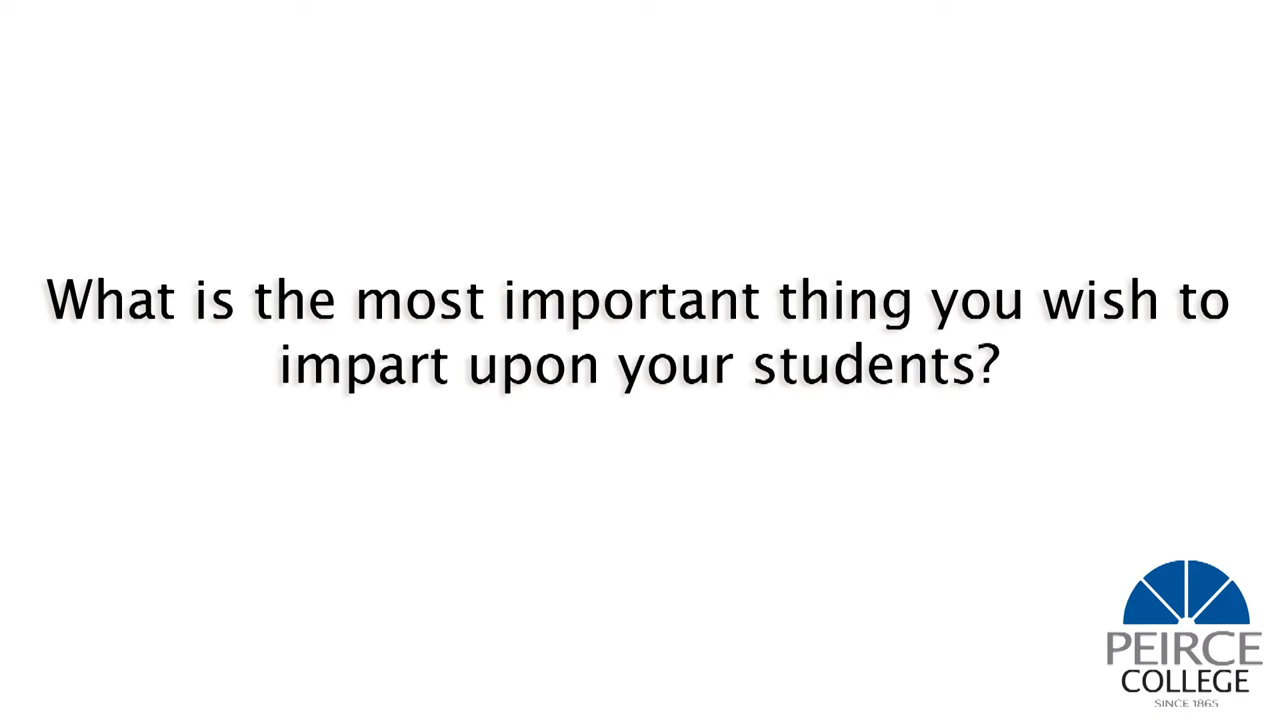 What is the most important thing you wish to
impart upon your students?
PEIRCE
COLLEGE
SINCE 1865